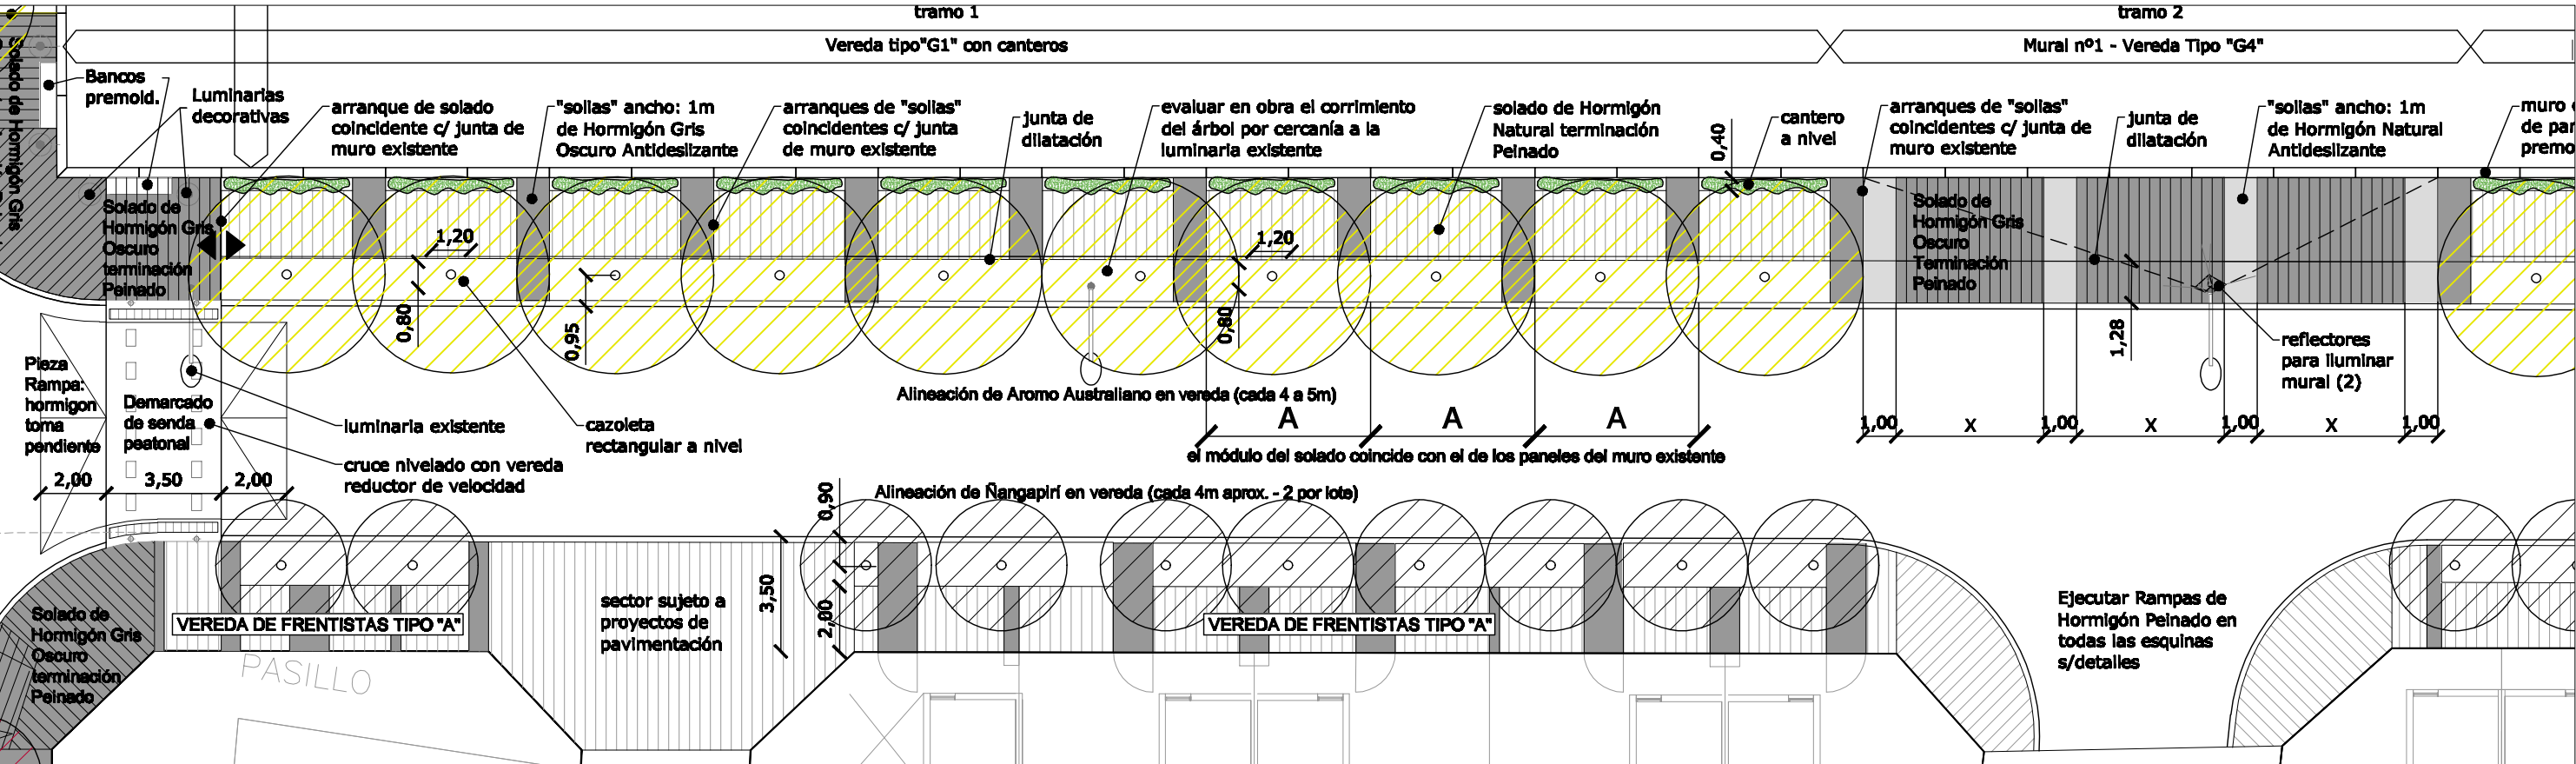 tramo 1
tramo 2
Vereda tipo"G1" con canteros
Mural nº1 - Vereda Tipo "G4"
Bancos
premold.
Luminarias
decorativas
arranque de solado
coincidente c/ junta de
muro existente
"solias" ancho: 1m
de Hormigón Gris
Oscuro Antideslizante
arranques de "solias"
coincidentes c/ junta
de muro existente
junta de
dilatación
evaluar en obra el corrimiento
del árbol por cercanía a la
luminaria existente
solado de Hormigón
Natural terminación
Peinado
0,40
cantero
a nivel
arranques de "solias"
coincidentes c/ junta de
muro existente
junta de
dilatación
"solias" ancho: 1m
de Hormigón Natural
Antideslizante
muro
de par
premo
Solado de Hormigón Gris
Solado de
Hormigón Gris
Oscuro
terminación
Peinado
1,20
0,80
0,95
1,20
0,80
Solado de
Hormigón Gris
Oscuro
Terminación
Peinado
1,28
reflectores
para iluminar
mural (2)
Pieza
Rampa:
hormigon
toma
pendiente
Demarcado
de senda
peatonal
luminaria existente
cazoleta
rectangular a nivel
cruce nivelado con vereda
reductor de velocidad
Alineación de Aromo Australiano en vereda (cada 4 a 5m)
A A A
el módulo del solado coincide con el de los paneles del muro existente
1,00 x 1,00 x 1,00 x 1,00
2,00 3,50 2,00
Alineación de Ñangapirí en vereda (cada 4m aprox. - 2 por lote)
0,90
3,50
2,00
Solado de
Hormigón Gris
Oscuro
terminación
Peinado
VEREDA DE FRENTISTAS TIPO "A"
sector sujeto a
proyectos de
pavimentación
VEREDA DE FRENTISTAS TIPO "A"
Ejecutar Rampas de
Hormigón Peinado en
todas las esquinas
s/detalles
PASILLO